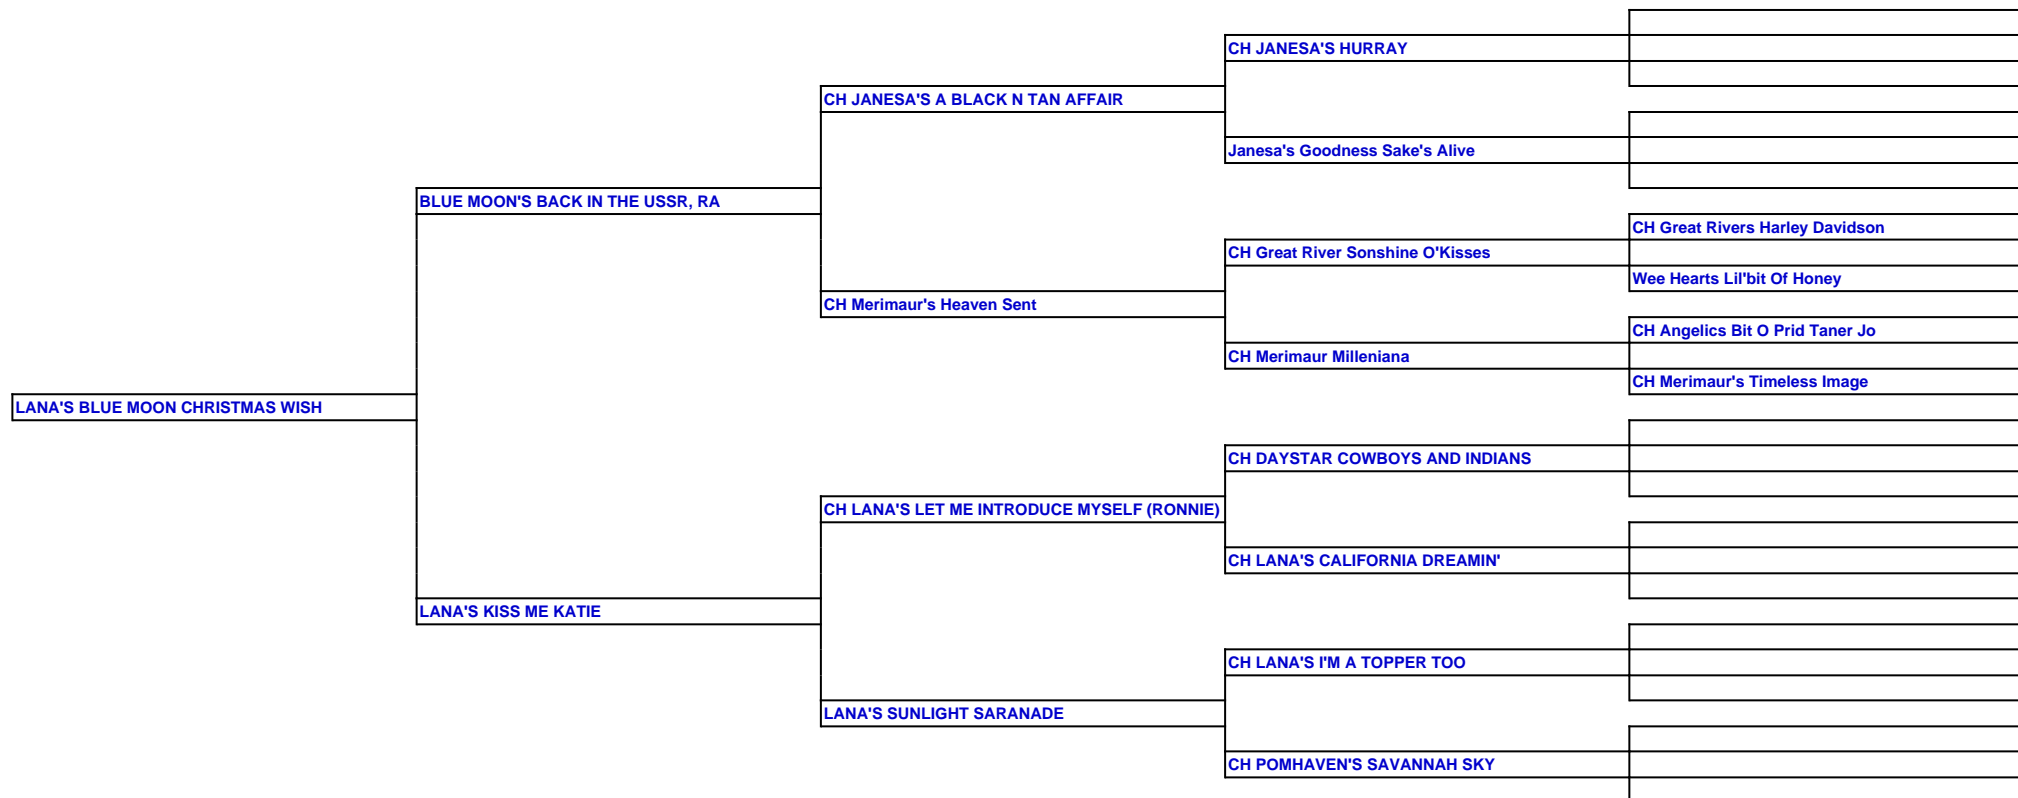 CH JANESA'S HURRAY
CH JANESA'S A BLACK N TAN AFFAIR
Janesa's Goodness Sake's Alive
BLUE MOON'S BACK IN THE USSR, RA
CH Great Rivers Harley Davidson
CH Great River Sonshine O'Kisses
Wee Hearts Lil'bit Of Honey
CH Merimaur's Heaven Sent
CH Angelics Bit O Prid Taner Jo
CH Merimaur Milleniana
CH Merimaur's Timeless Image
LANA'S BLUE MOON CHRISTMAS WISH
CH DAYSTAR COWBOYS AND INDIANS
CH LANA'S LET ME INTRODUCE MYSELF (RONNIE)
CH LANA'S CALIFORNIA DREAMIN'
LANA'S KISS ME KATIE
CH LANA'S I'M A TOPPER TOO
LANA'S SUNLIGHT SARANADE
CH POMHAVEN'S SAVANNAH SKY